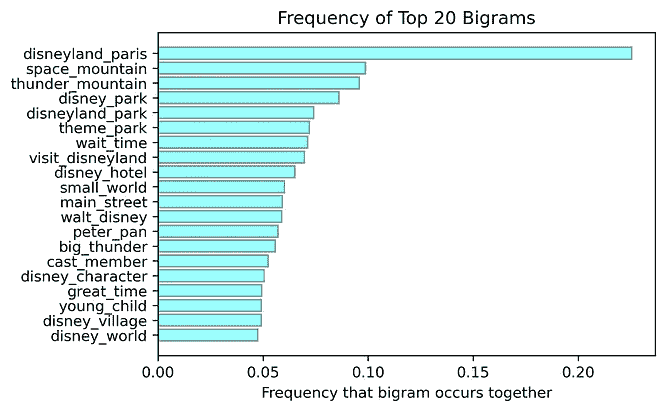 Frequency of Top 20 Bigrams
disneyland_paris
space_mountain
thunder_mountain
disney_park
disneyland_park
theme_park
wait_time
visit_disneyland
disney_hotel
small_world
main_street
walt_disney
peter_pan
big_thunder
cast_member
disney_character
great_time
young_child
disney_village
disney_world
0.00 0.05 0.10 0.15 0.20
Frequency that bigram occurs together